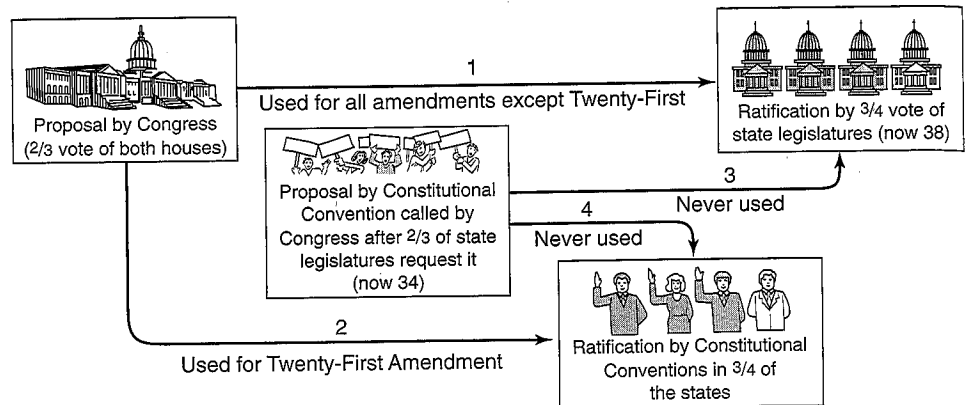 Proposal by Congress
(2/3 vote of both houses)
1
Used for all amendments except Twenty-First
Ratification by 3/4 vote of
state legislatures (now 38)
Proposal by Constitutional
Convention called by
Congress after 2/3 of state
legislatures request it
(now 34)
3
Never used
4
Never used
2
Used for Twenty-First Amendment
Ratification by Constitutional
Conventions in 3/4 of
the states